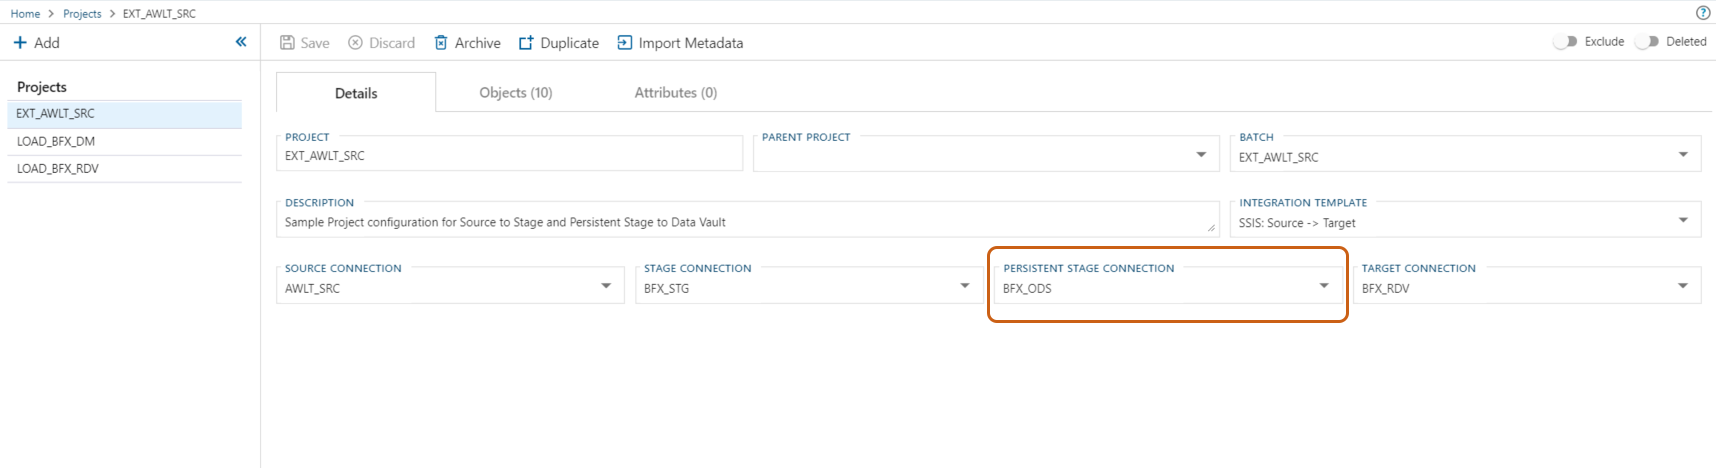 Home > Projects > EXT_AWLT_SRC
+ Add
Save Discard Archive Duplicate Import Metadata Exclude Deleted
Projects
EXT_AWLT_SRC
LOAD_BFX_DM
LOAD_BFX_RDV
Details Objects (10) Attributes (0)
PROJECT PARENT PROJECT BATCH
EXT_AWLT_SRC EXT_AWLT_SRC
DESCRIPTION INTEGRATION TEMPLATE
Sample Project configuration for Source to Stage and Persistent Stage to Data Vault SSIS: Source -> Target
SOURCE CONNECTION STAGE CONNECTION PERSISTENT STAGE CONNECTION TARGET CONNECTION
AWLT_SRC BFX_STG BFX_ODS BFX_RDV